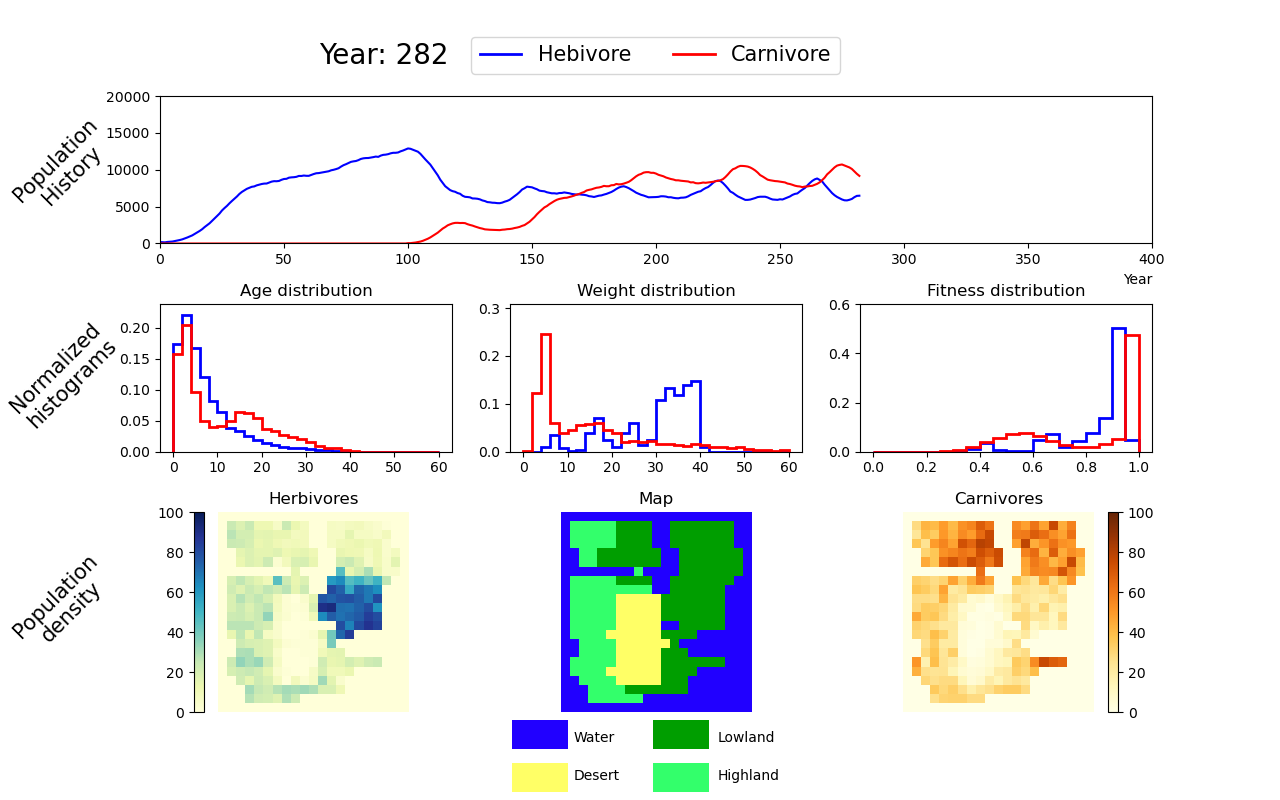 Year: 282
Hebivore
Carnivore
Population
History
20000
15000
10000
5000
0
0 50 100 150 200 250 300 350 400
Year
Normalized
histograms
Age distribution
0.20
0.15
0.10
0.05
0.00
0 10 20 30 40 50 60
Weight distribution
0.3
0.2
0.1
0.0
0 10 20 30 40 50 60
Fitness distribution
0.6
0.4
0.2
0.0
0.0 0.2 0.4 0.6 0.8 1.0
Population
density
Herbivores
100
80
60
40
20
0
Map
Water
Lowland
Desert
Highland
Carnivores
100
80
60
40
20
0